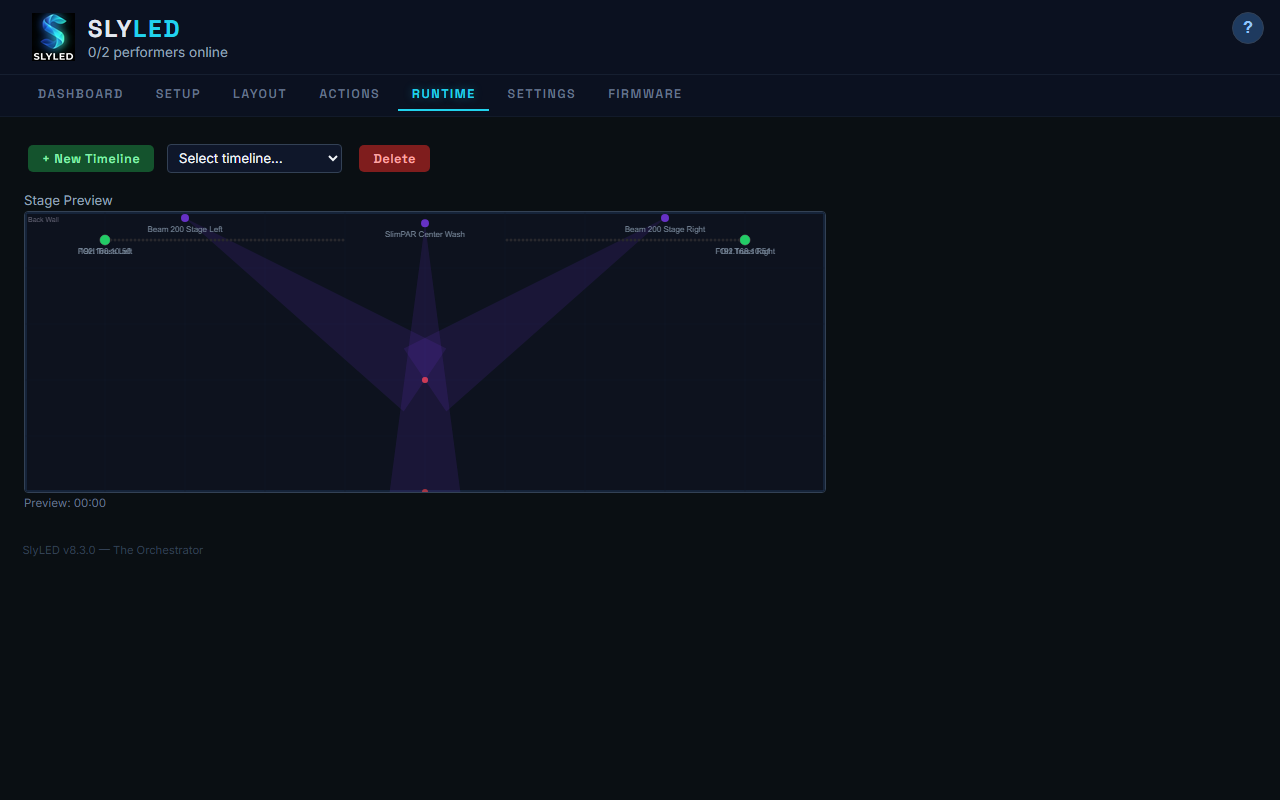 SLYLED
SLYLED
0/2 performers online
?
DASHBOARD SETUP LAYOUT ACTIONS RUNTIME SETTINGS FIRMWARE
+ New Timeline
Select timeline...
Delete
Stage Preview
Back Wall
Beam 200 Stage Left
SlimPAR Center Wash
Beam 200 Stage Right
Preview: 00:00
SlyLED v8.3.0 — The Orchestrator